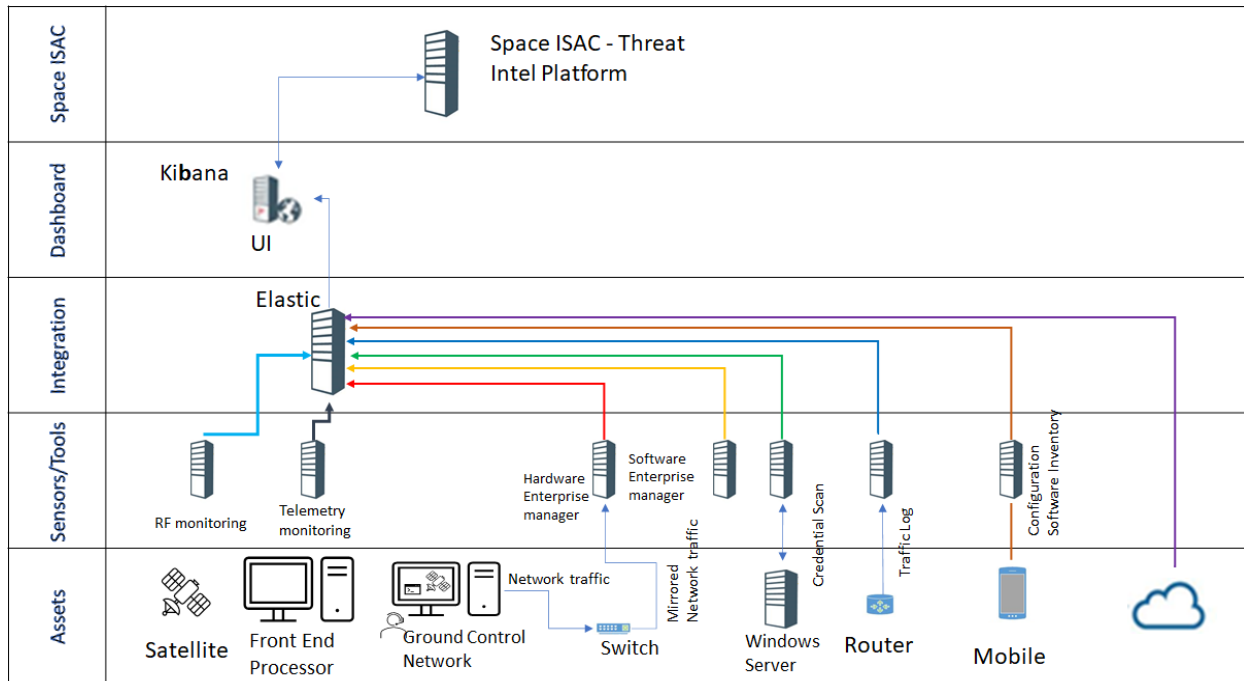 Space ISAC
Space ISAC - Threat
Intel Platform
Dashboard
Kibana
UI
Integration
Elastic
Sensors/Tools
RF monitoring
Telemetry
monitoring
Hardware
Enterprise
manager
Software
Enterprise
manager
Mirrored
Network traffic
Credential Scan
Traffic Log
Configuration
Software Inventory
Assets
Satellite
Front End
Processor
Ground Control
Network
Network traffic
Switch
Windows
Server
Router
Mobile